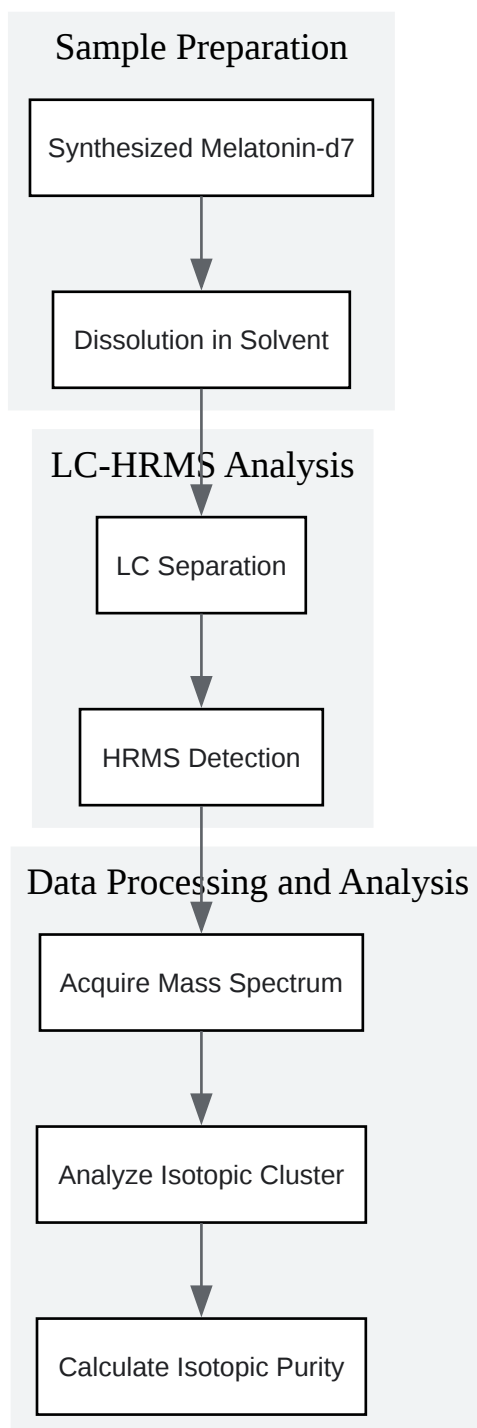 Sample Preparation
Synthesized Melatonin-d7
Dissolution in Solvent
LC-HRMS Analysis
LC Separation
HRMS Detection
Data Processing and Analysis
Acquire Mass Spectrum
Analyze Isotopic Cluster
Calculate Isotopic Purity